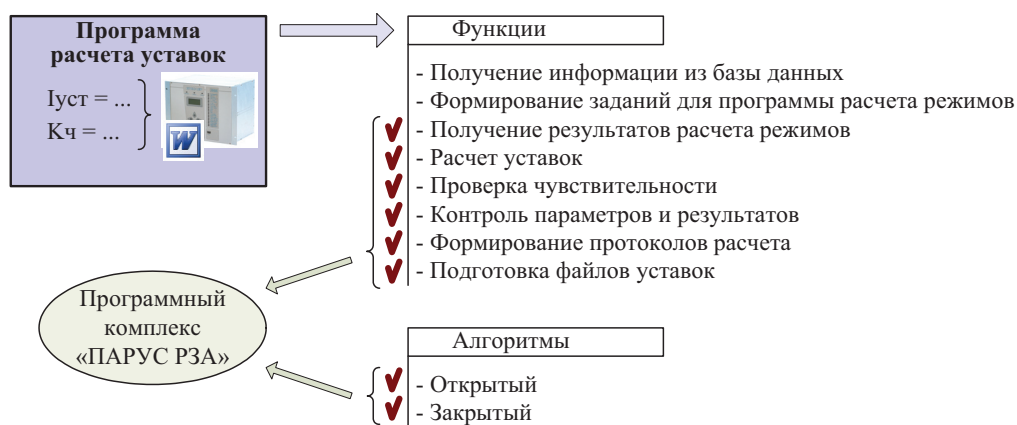 Программа
расчета уставок
Iуст = ...
Kч = ...
W
Функции
- Получение информации из базы данных
- Формирование заданий для программы расчета режимов
- Получение результатов расчета режимов
- Расчет уставок
- Проверка чувствительности
- Контроль параметров и результатов
- Формирование протоколов расчета
- Подготовка файлов уставок
Программный
комплекс
«ПАРУС РЗА»
Алгоритмы
- Открытый
- Закрытый